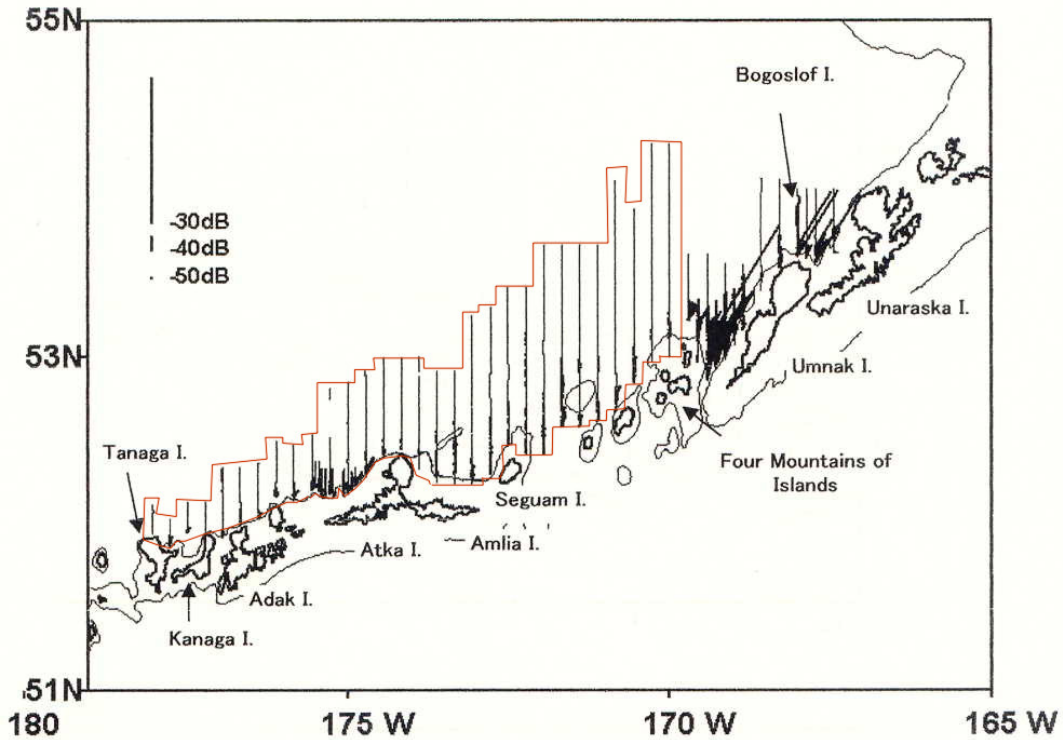 55N
Bogoslof I.
-30dB
-40dB
-50dB
Unaraska I.
53N
Umnak I.
Tanaga I.
Four Mountains of
Islands
Seguam I.
Amlia I.
Atka I.
Adak I.
Kanaga I.
51N
180
175 W
170 W
165 W